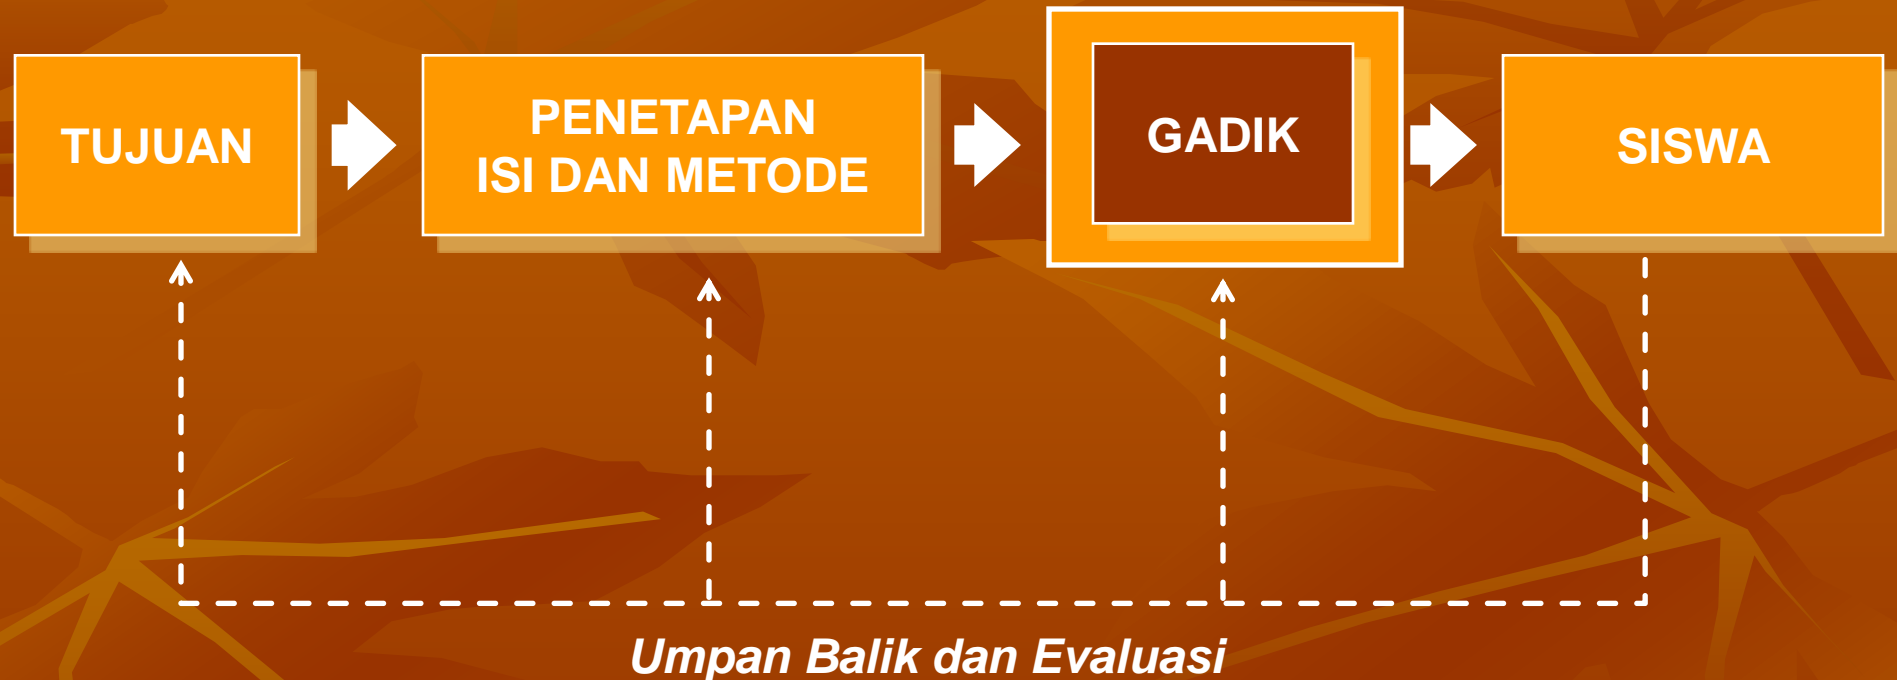 TUJUAN
PENETAPAN
ISI DAN METODE
GADIK
SISWA
Umpan Balik dan Evaluasi